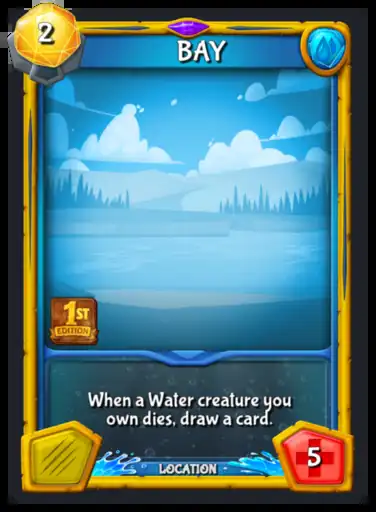 2
BAY
1ST
EDITION
When a Water creature you
own dies, draw a card.
5
LOCATION